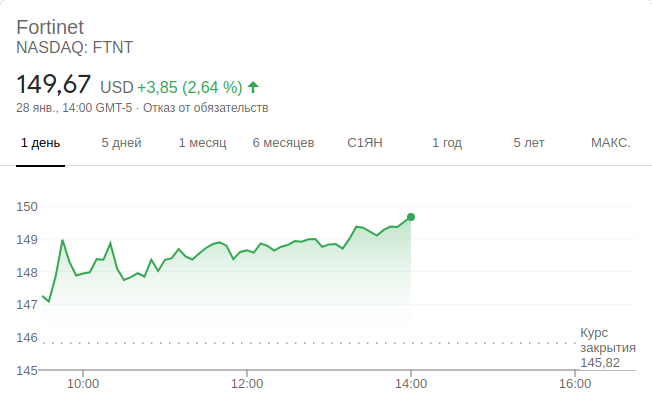 Fortinet
NASDAQ: FTNT
149,67 USD +3,85 (2,64 %)
28 янв., 14:00 GMT-5 · Отказ от обязательств
1 день 5 дней 1 месяц 6 месяцев С1ЯН 1 год 5 лет МАКС.
150
149
148
147
146
145
Курс
закрытия
145,82
10:00 12:00 14:00 16:00